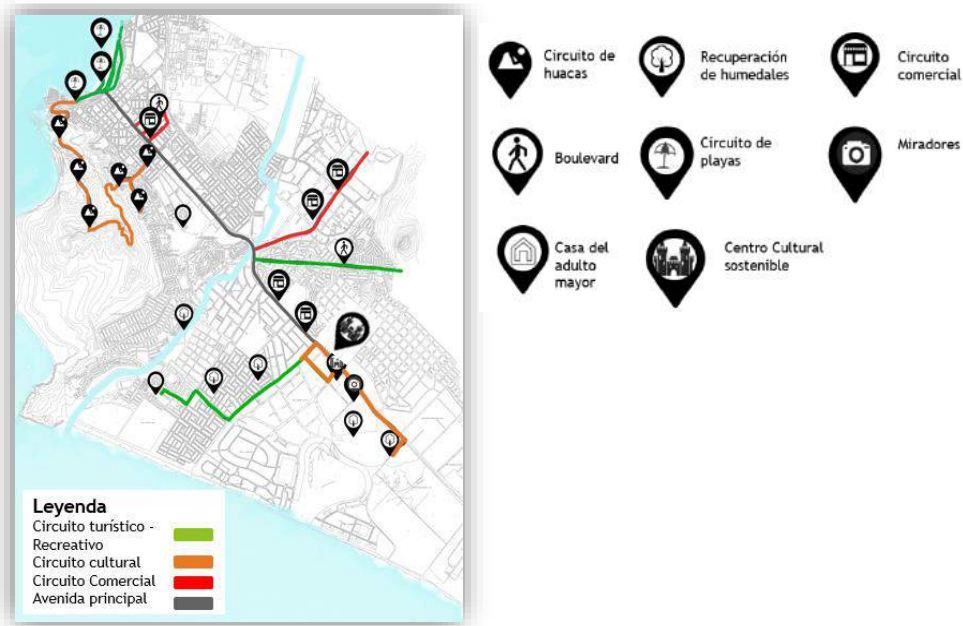 Circuito de
huacas
Recuperación
de humedales
Circuito
comercial
Boulevard
Circuito de
playas
Miradores
Casa del
adulto
mayor
Centro Cultural
sostenible
Leyenda
Circuito turístico -
Recreativo
Circuito cultural
Circuito Comercial
Avenida principal